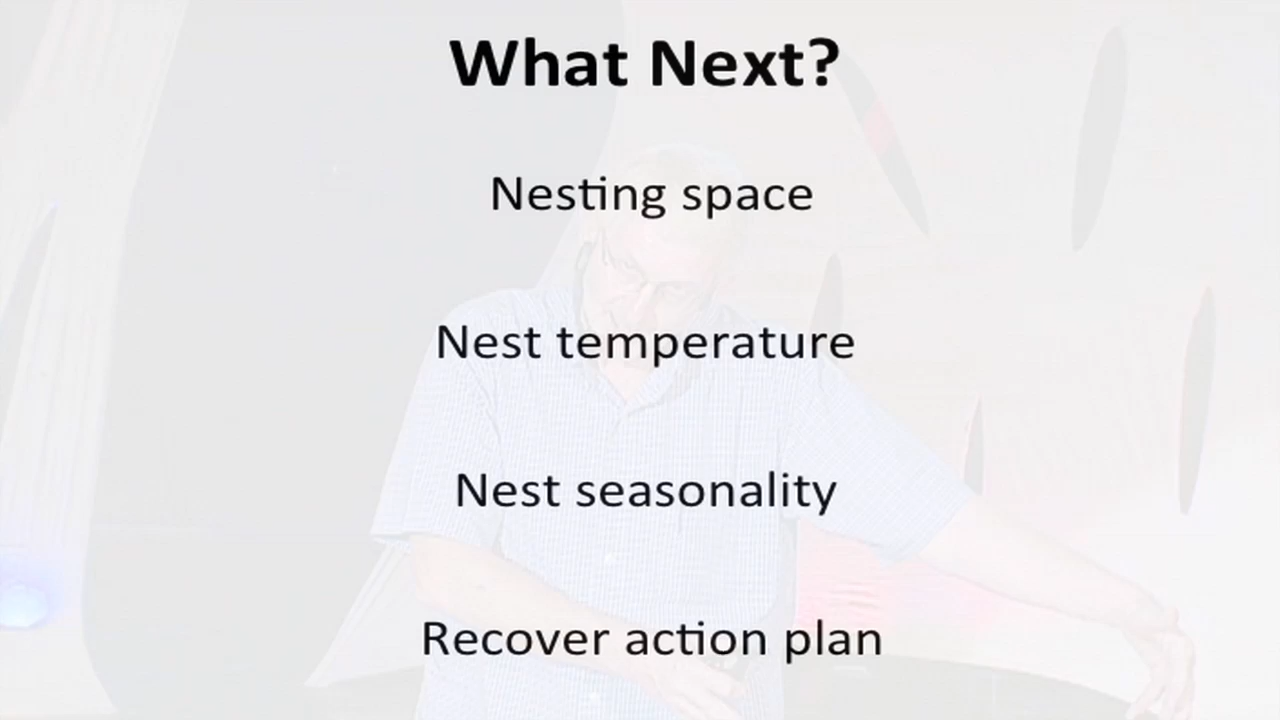 What Next?
Nesting space
Nest temperature
Nest seasonality
Recover action plan